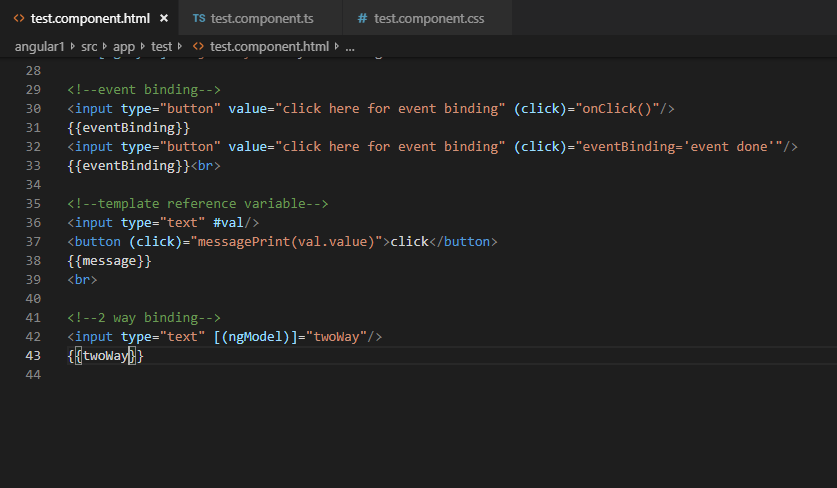 <> test.component.html × TS test.component.ts # test.component.css
angular1 > src > app > test > <> test.component.html > ...
28
29 <!--event binding-->
30 <input type="button" value="click here for event binding" (click)="onClick()"/>
31 {{eventBinding}}
32 <input type="button" value="click here for event binding" (click)="eventBinding='event done'"/>
33 {{eventBinding}}<br>
34
35 <!--template reference variable-->
36 <input type="text" #val/>
37 <button (click)="messagePrint(val.value)">click</button>
38 {{message}}
39 <br>
40
41 <!--2 way binding-->
42 <input type="text" [(ngModel)]="twoWay"/>
43 {{twoWay}}
44